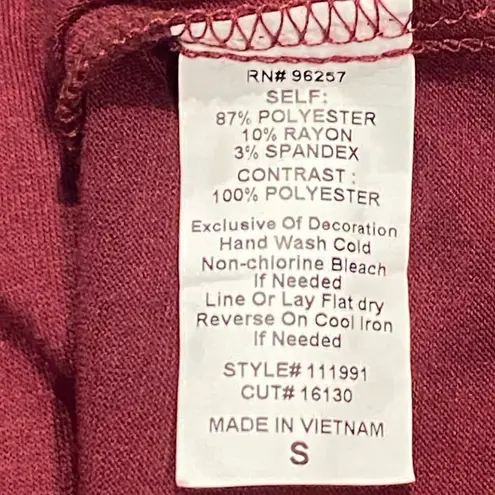 RN# 96257
SELF:
87% POLYESTER
10% RAYON
3% SPANDEX
CONTRAST :
100% POLYESTER
Exclusive Of Decoration
Hand Wash Cold
Non-chlorine Bleach
If Needed
Line Or Lay Flat dry
Reverse On Cool Iron
If Needed
STYLE# 111991
CUT# 16130
MADE IN VIETNAM
S